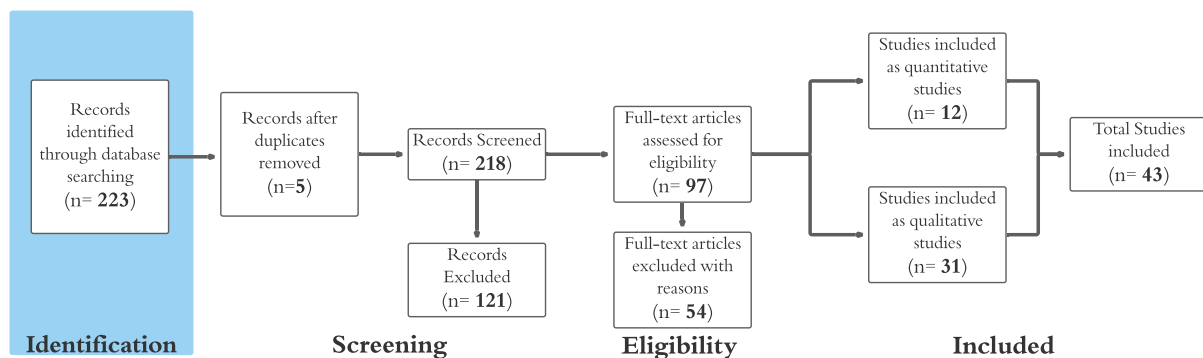 Records
identified
through database
searching
(n= 223)
Records after
duplicates
removed
(n=5)
Records Screened
(n= 218)
Records
Excluded
(n= 121)
Full-text articles
assessed for
eligibility
(n= 97)
Full-text articles
excluded with
reasons
(n= 54)
Studies included
as quantitative
studies
(n= 12)
Studies included
as qualitative
studies
(n= 31)
Total Studies
included
(n= 43)
Identification
Screening
Eligibility
Included